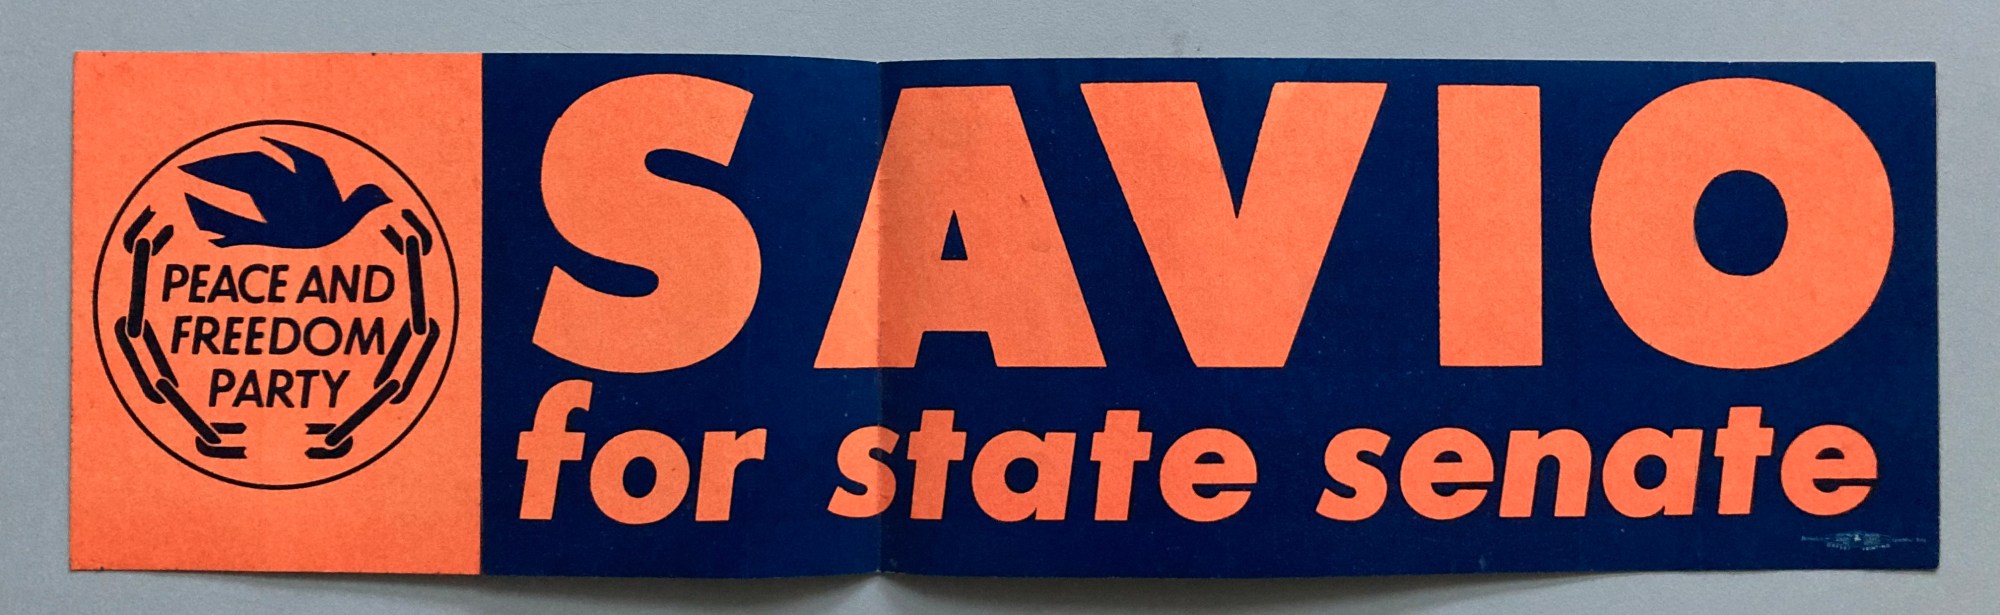 PEACE AND
FREEDOM
PARTY
SAVIO
for state senate